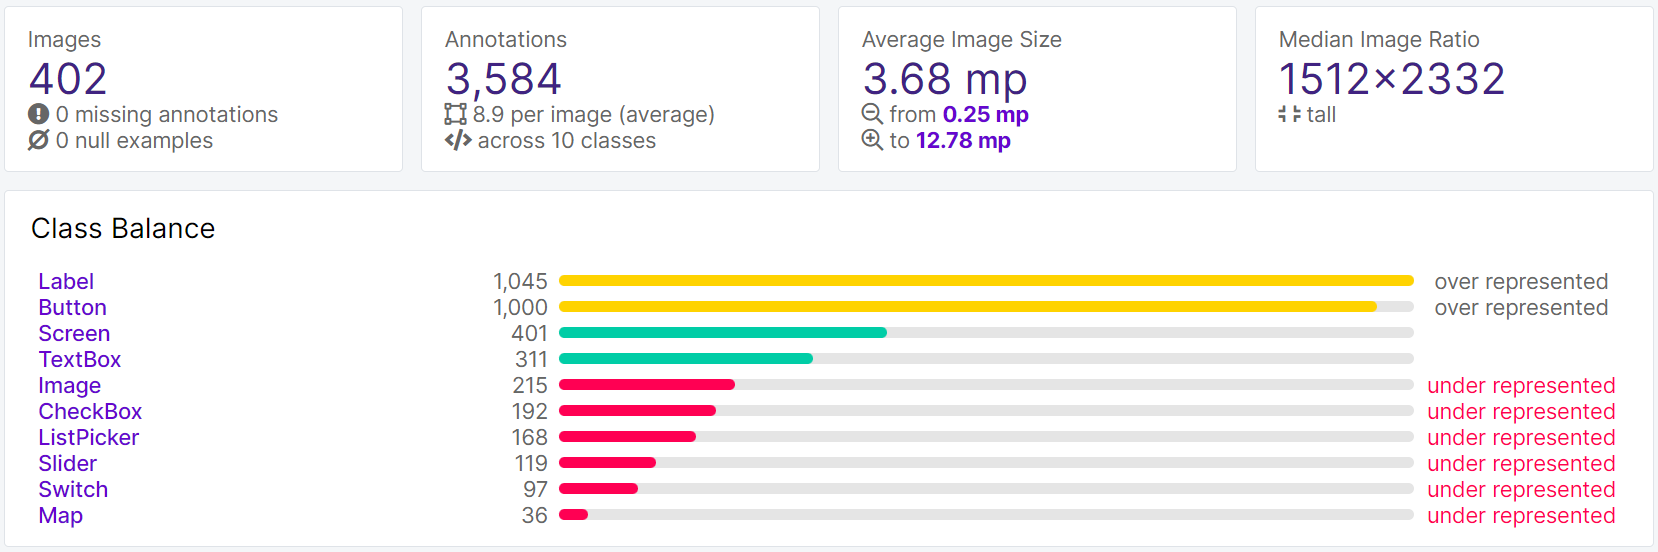 Images
402
0 missing annotations
0 null examples
Annotations
3,584
8.9 per image (average)
across 10 classes
Average Image Size
3.68 mp
from 0.25 mp
to 12.78 mp
Median Image Ratio
1512×2332
tall
Class Balance
Label 1,045 over represented
Button 1,000 over represented
Screen 401
TextBox 311
Image 215 under represented
CheckBox 192 under represented
ListPicker 168 under represented
Slider 119 under represented
Switch 97 under represented
Map 36 under represented